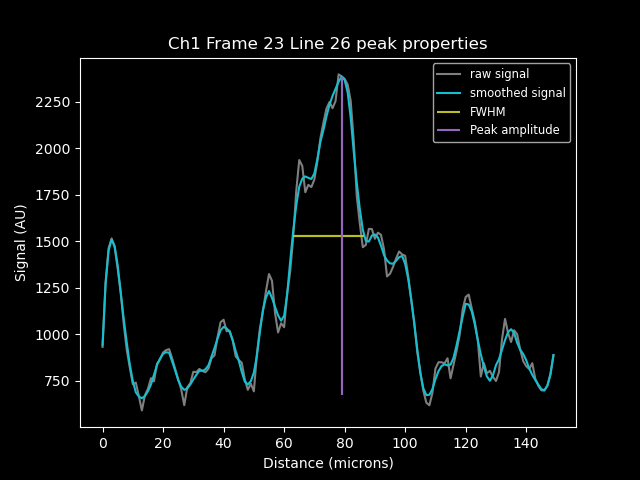 Ch1 Frame 23 Line 26 peak properties
raw signal
smoothed signal
FWHM
Peak amplitude
Signal (AU)
2250
2000
1750
1500
1250
1000
750
0 20 40 60 80 100 120 140
Distance (microns)